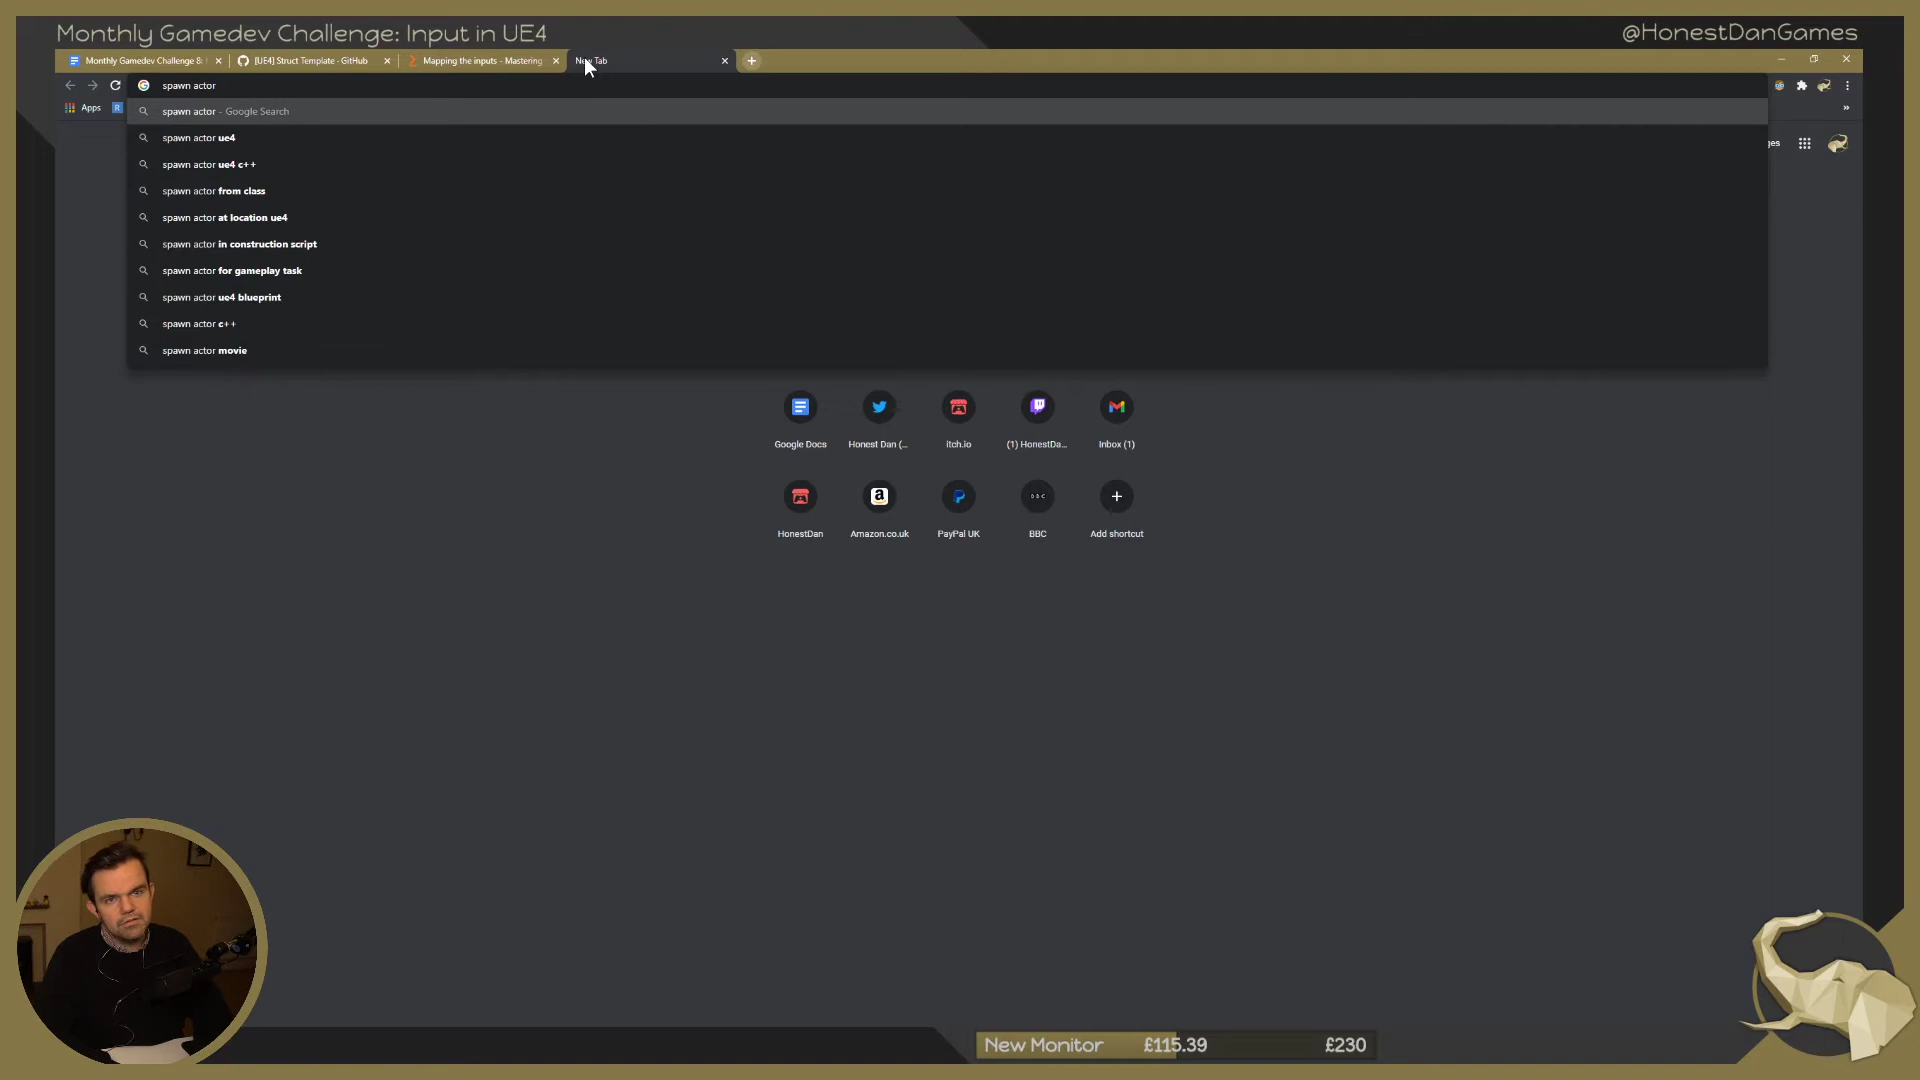 Monthly Gamedev Challenge: Input in UE4
@HonestDanGames
Monthly Gamedev Challenge 8:
[UE4] Struct Template - GitHub
Mapping the inputs - Mastering
New Tab
spawn actor
Apps
R
spawn actor - Google Search
spawn actor ue4
spawn actor ue4 c++
spawn actor from class
spawn actor at location ue4
spawn actor in construction script
spawn actor for gameplay task
spawn actor ue4 blueprint
spawn actor c++
spawn actor movie
Google Docs
Honest Dan (...
itch.io
(1) HonestDa...
Inbox (1)
HonestDan
Amazon.co.uk
PayPal UK
BBC
BBC
Add shortcut
New Monitor £115.39 £230